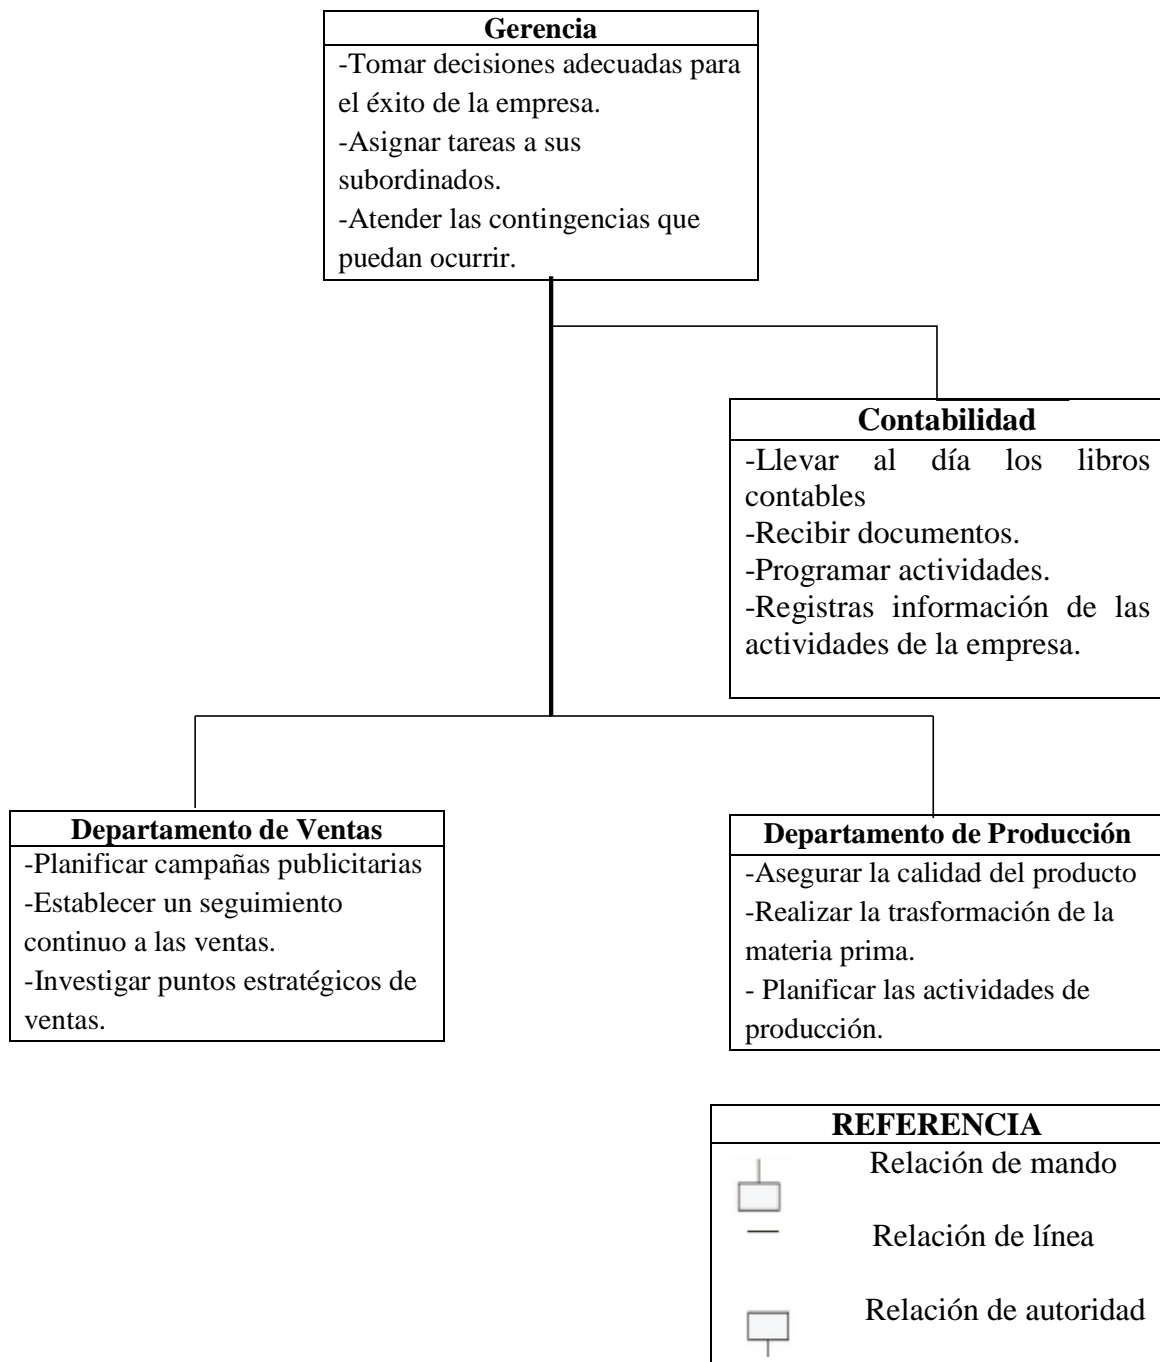 Gerencia
-Tomar decisiones adecuadas para
el éxito de la empresa.
-Asignar tareas a sus
subordinados.
-Atender las contingencias que
puedan ocurrir.
Contabilidad
-Llevar al día los libros
contables
-Recibir documentos.
-Programar actividades.
-Registras información de las
actividades de la empresa.
Departamento de Ventas
-Planificar campañas publicitarias
-Establecer un seguimiento
continuo a las ventas.
-Investigar puntos estratégicos de
ventas.
Departamento de Producción
-Asegurar la calidad del producto
-Realizar la trasformación de la
materia prima.
- Planificar las actividades de
producción.
REFERENCIA
Relación de mando
Relación de línea
Relación de autoridad